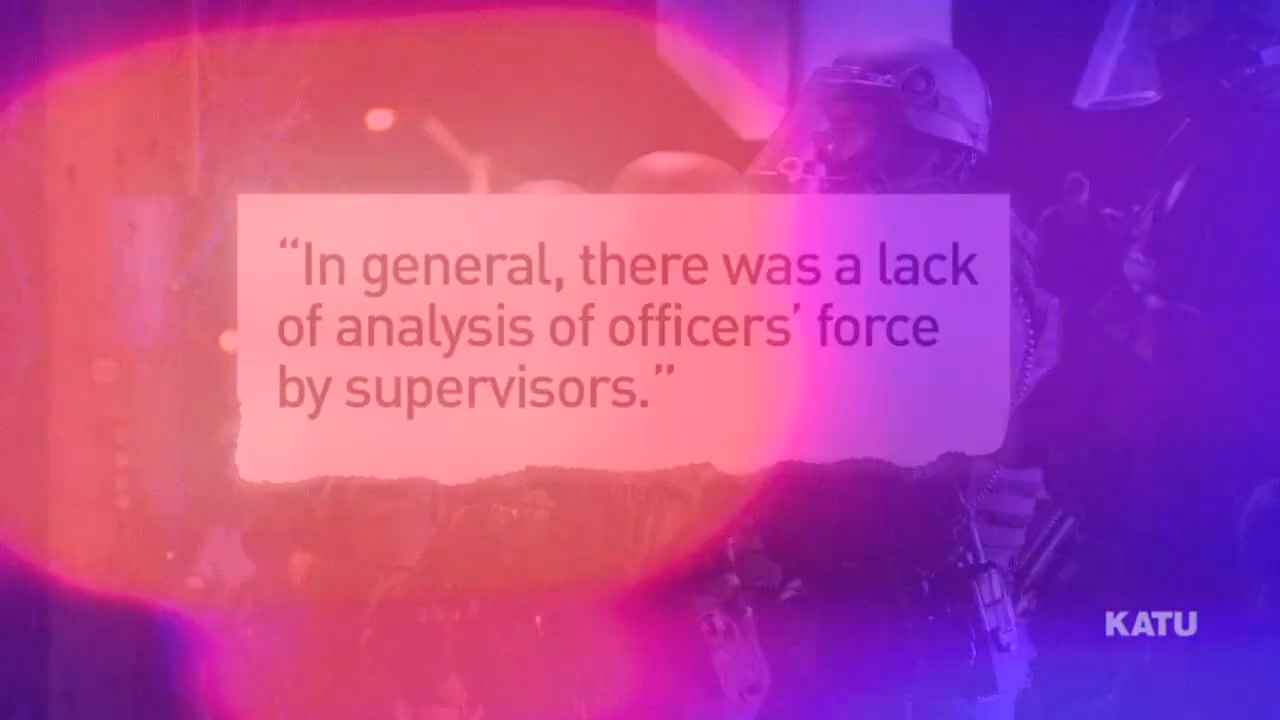 “In general, there was a lack
of analysis of officers’ force
by supervisors.”
KATU